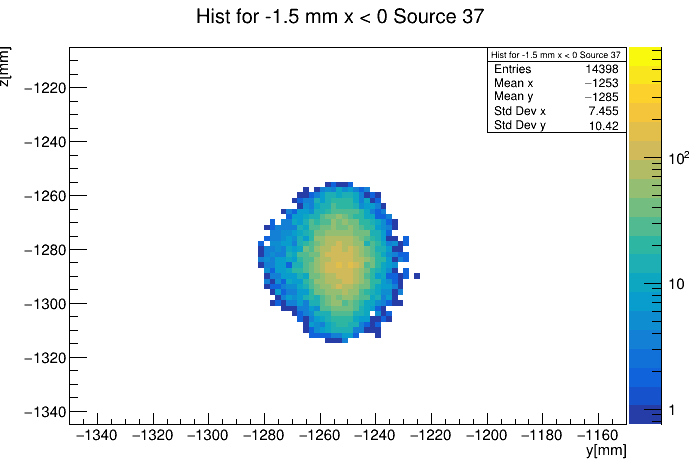 Hist for -1.5 mm x < 0 Source 37
z[mm]
Hist for -1.5 mm x < 0 Source 37
Entries 14398
Mean x −1253
Mean y −1285
Std Dev x 7.455
Std Dev y 10.42
−1220
−1240
−1260
−1280
−1300
−1320
−1340
10²
10
1
−1340 −1320 −1300 −1280 −1260 −1240 −1220 −1200 −1180 −1160
y[mm]